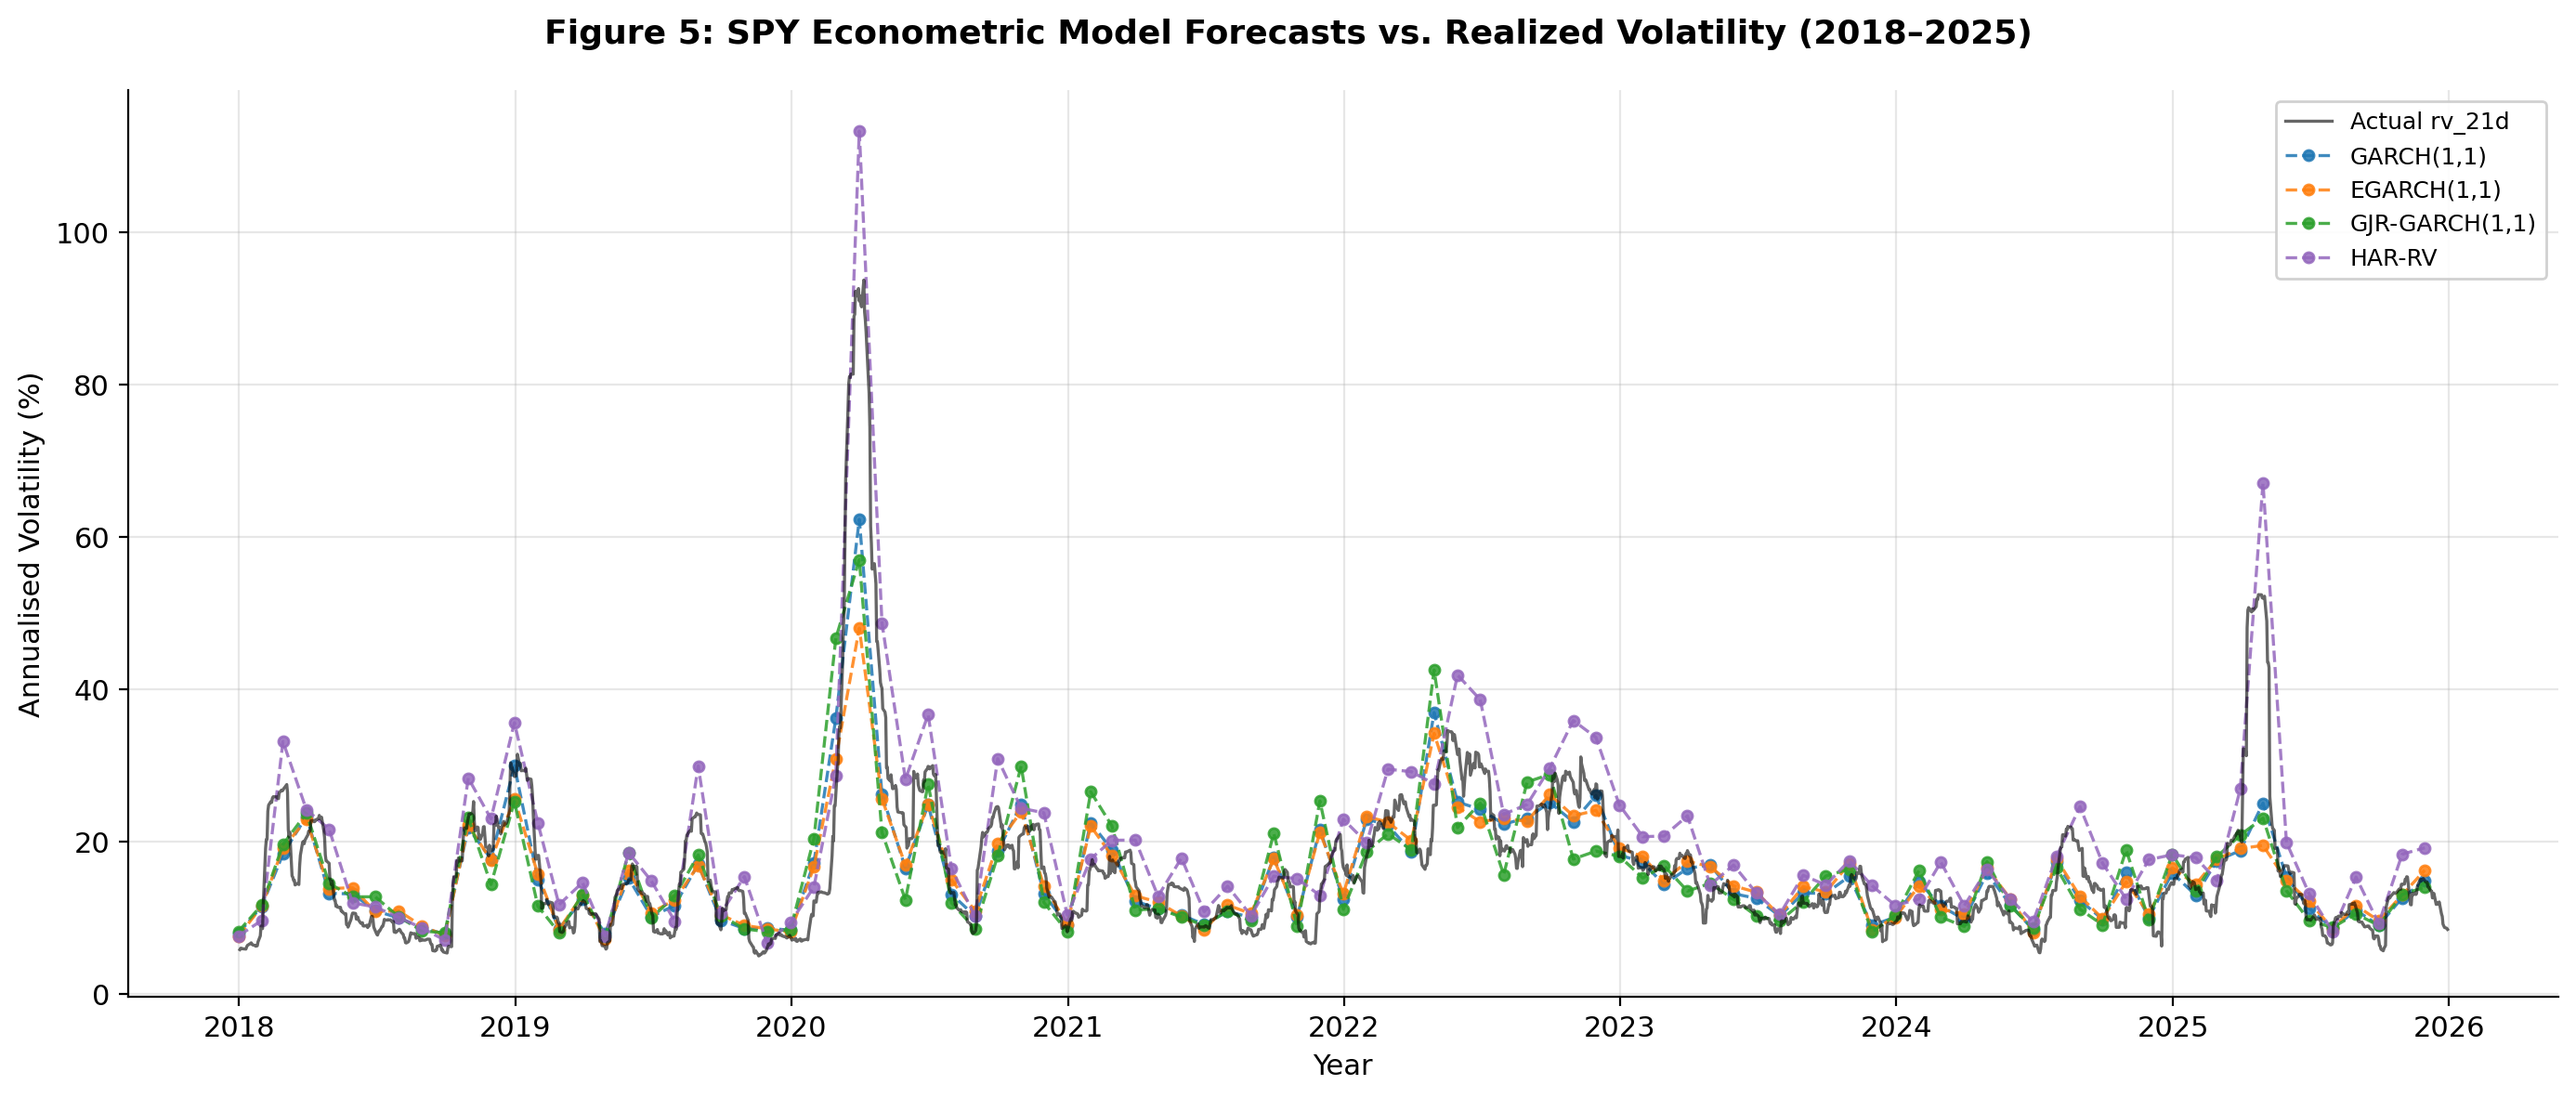 Figure 5: SPY Econometric Model Forecasts vs. Realized Volatility (2018–2025)
Actual rv_21d
GARCH(1,1)
EGARCH(1,1)
GJR-GARCH(1,1)
HAR-RV
Annualised Volatility (%)
100
80
60
40
20
0
2018 2019 2020 2021 2022 2023 2024 2025 2026
Year